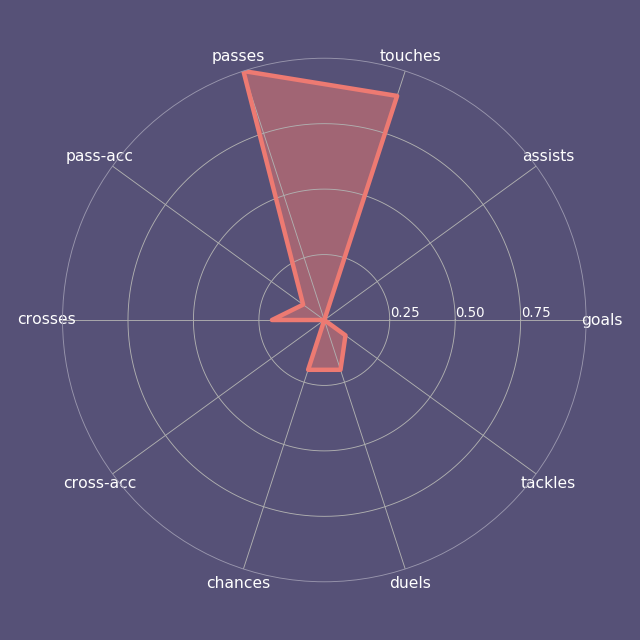 passes
touches
pass-acc
assists
crosses
0.25
0.50
0.75
goals
cross-acc
tackles
chances
duels